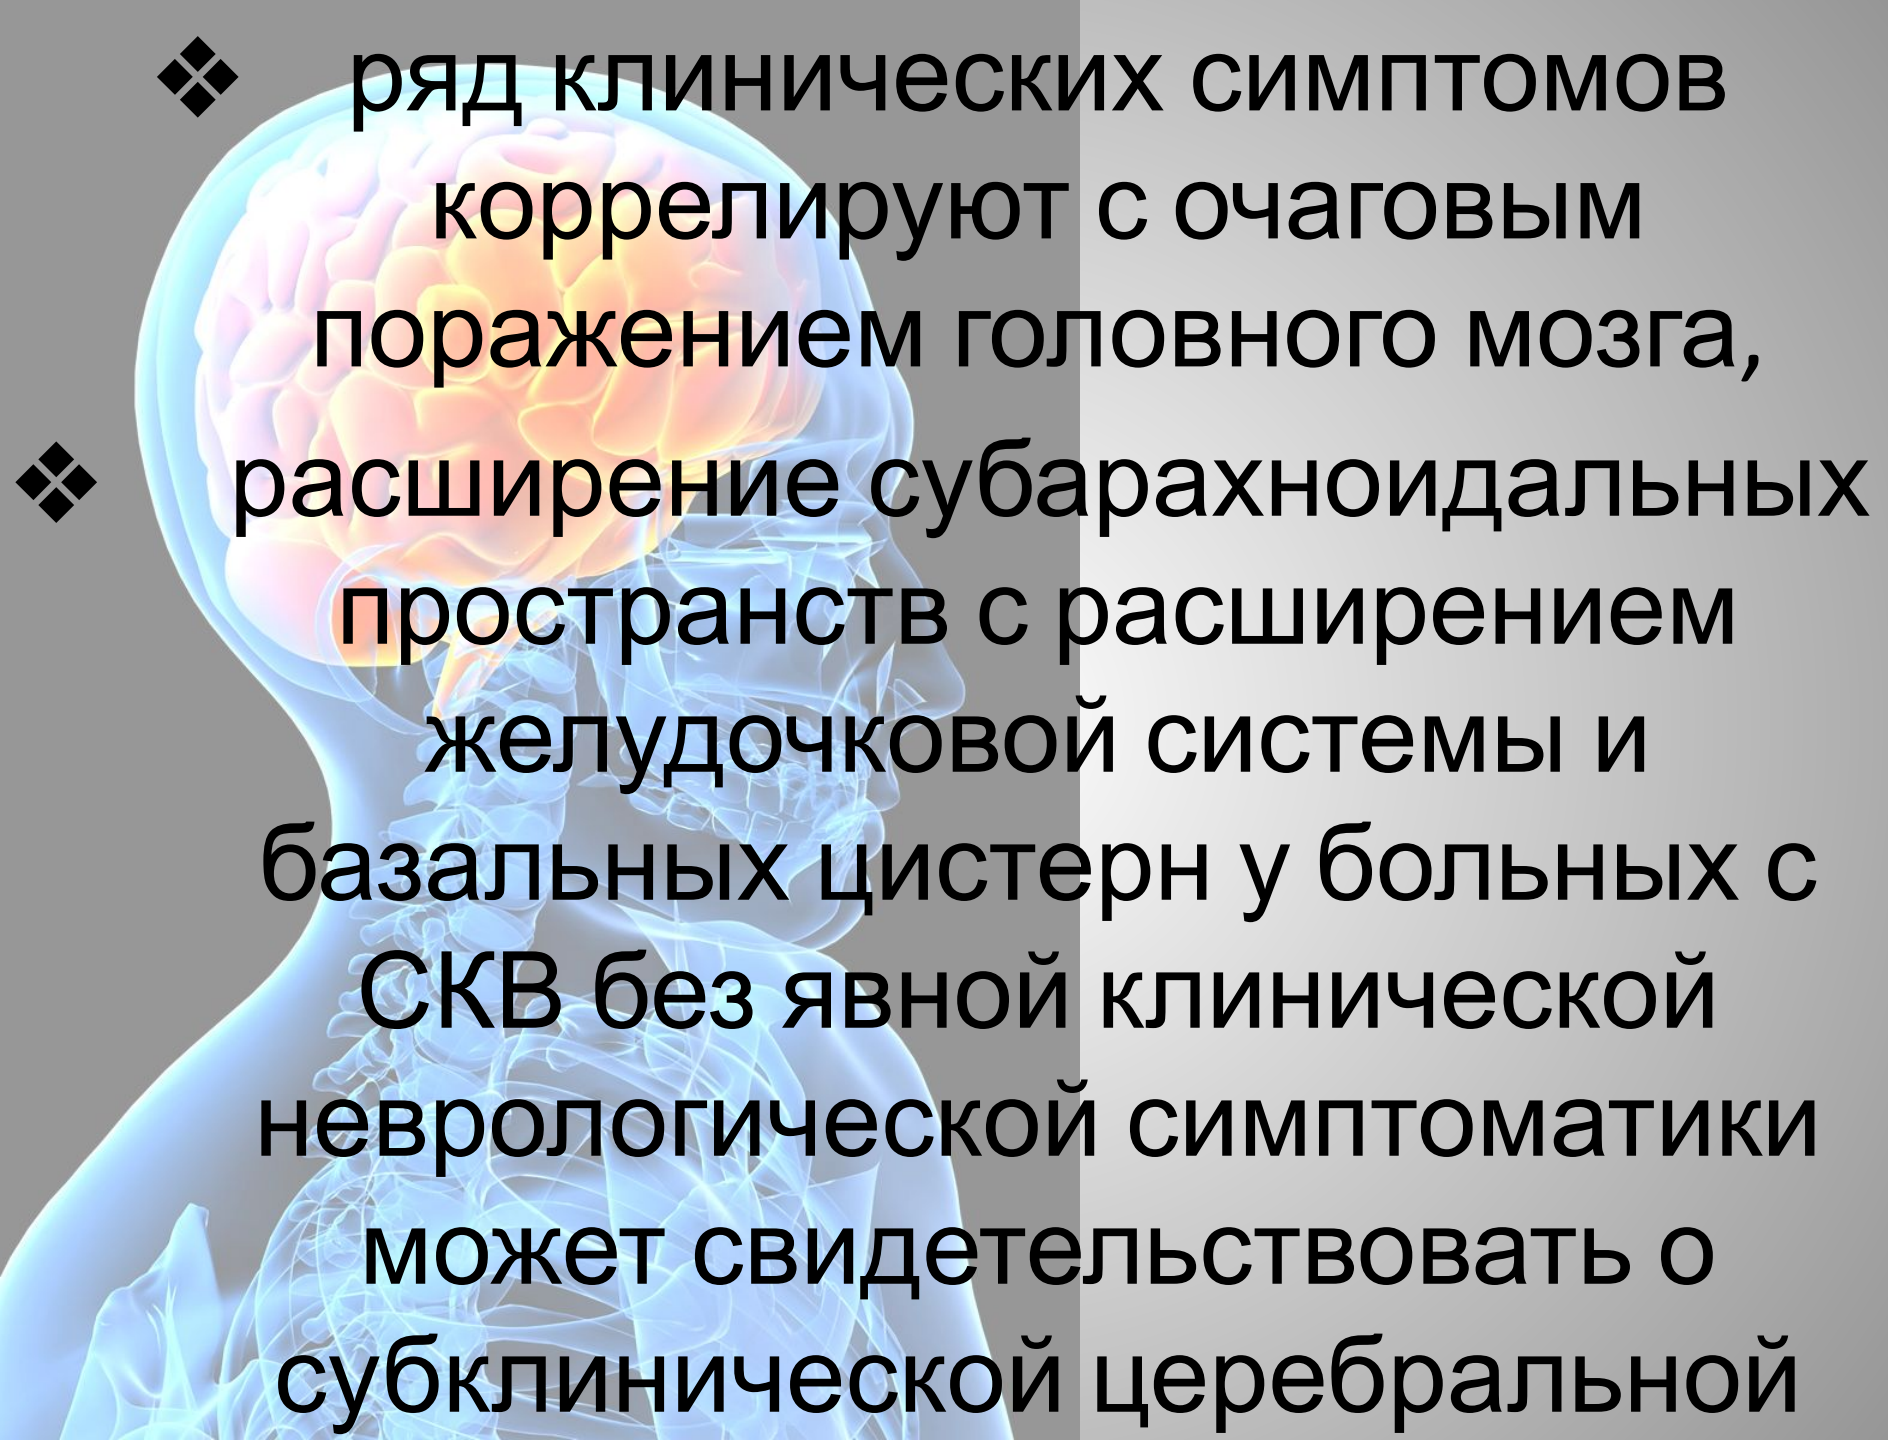 ❖ ряд клинических симптомов
коррелируют с очаговым
поражением головного мозга,
❖ расширение субарахноидальных
пространств с расширением
желудочковой системы и
базальных цистерн у больных с
СКВ без явной клинической
неврологической симптоматики
может свидетельствовать о
субклинической церебральной